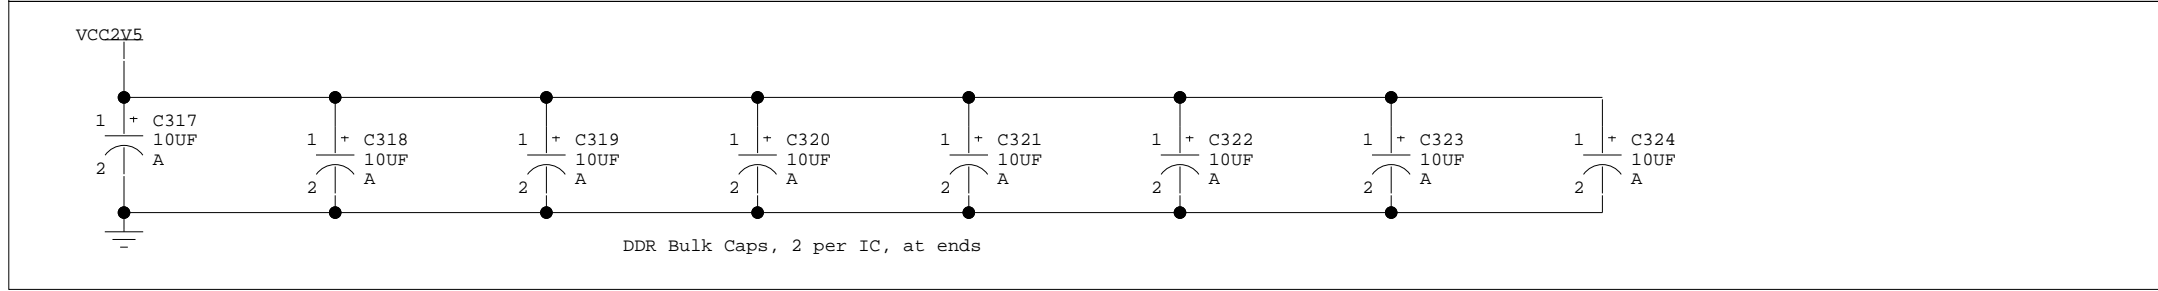 VCC2V5
1 + C317
10UF
A
2
1 + C318
10UF
A
2
1 + C319
10UF
A
2
1 + C320
10UF
A
2
1 + C321
10UF
A
2
1 + C322
10UF
A
2
1 + C323
10UF
A
2
1 + C324
10UF
A
2
DDR Bulk Caps, 2 per IC, at ends